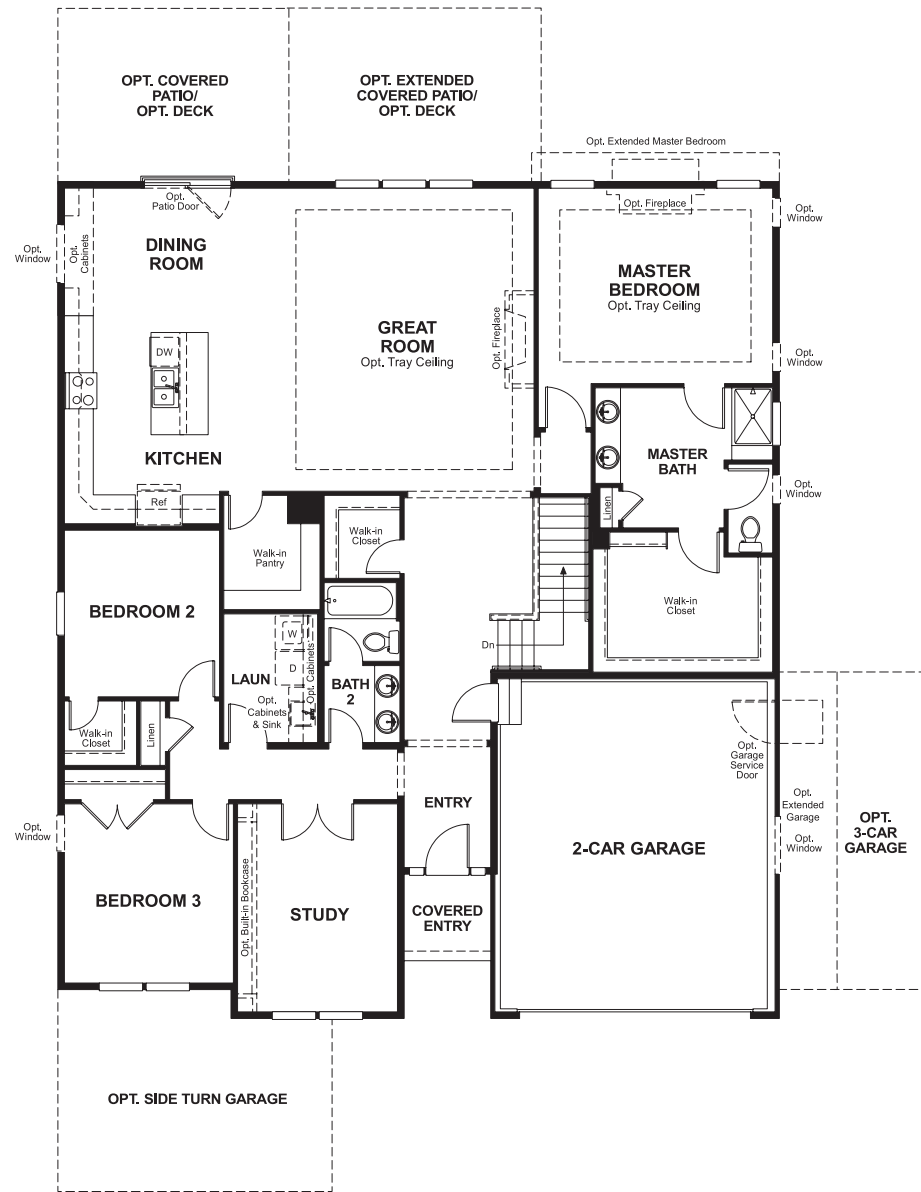 OPT. COVERED
PATIO/
OPT. DECK
OPT. EXTENDED
COVERED PATIO/
OPT. DECK
Opt. Extended Master Bedroom
Opt.
Patio Door
Opt. Fireplace
Opt.
Window
Opt.
Window
Opt. Cabinets
DINING
ROOM
MASTER
BEDROOM
Opt. Tray Ceiling
GREAT
ROOM
Opt. Tray Ceiling
Opt. Fireplace
DW
Opt.
Window
KITCHEN
MASTER
BATH
Ref
Linen
Opt.
Window
Walk-in
Pantry
Walk-in
Closet
Walk-in
Closet
BEDROOM 2
W
D
Opt. Cabinets
Dn
LAUN
Opt.
Cabinets
& Sink
BATH
2
Walk-in
Closet
Linen
Opt.
Garage
Service
Door
Opt.
Extended
Garage
Opt.
Window
OPT.
3-CAR
GARAGE
Opt.
Window
ENTRY
2-CAR GARAGE
BEDROOM 3
Opt. Built-in Bookcase
STUDY
COVERED
ENTRY
OPT. SIDE TURN GARAGE